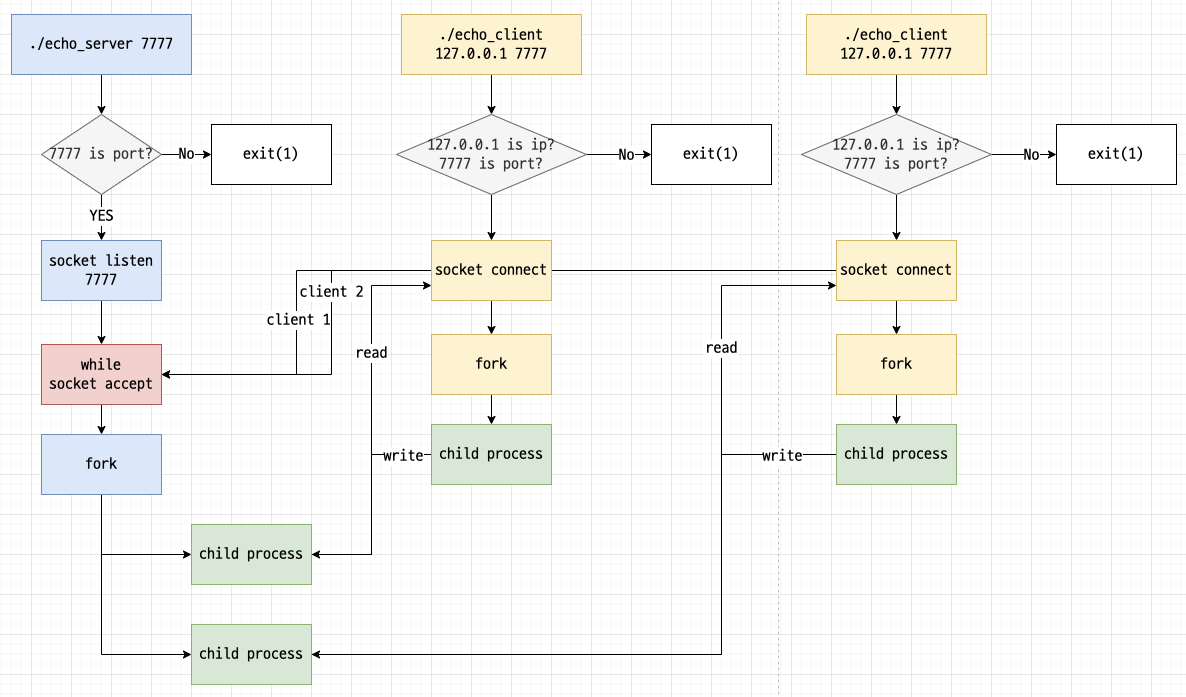 ./echo_server 7777
./echo_client
127.0.0.1 7777
./echo_client
127.0.0.1 7777
7777 is port?
No
exit(1)
127.0.0.1 is ip?
7777 is port?
No
exit(1)
127.0.0.1 is ip?
7777 is port?
No
exit(1)
YES
socket listen
7777
socket connect
socket connect
client 2
client 1
read
read
while
socket accept
fork
fork
fork
write
child process
write
child process
child process
child process